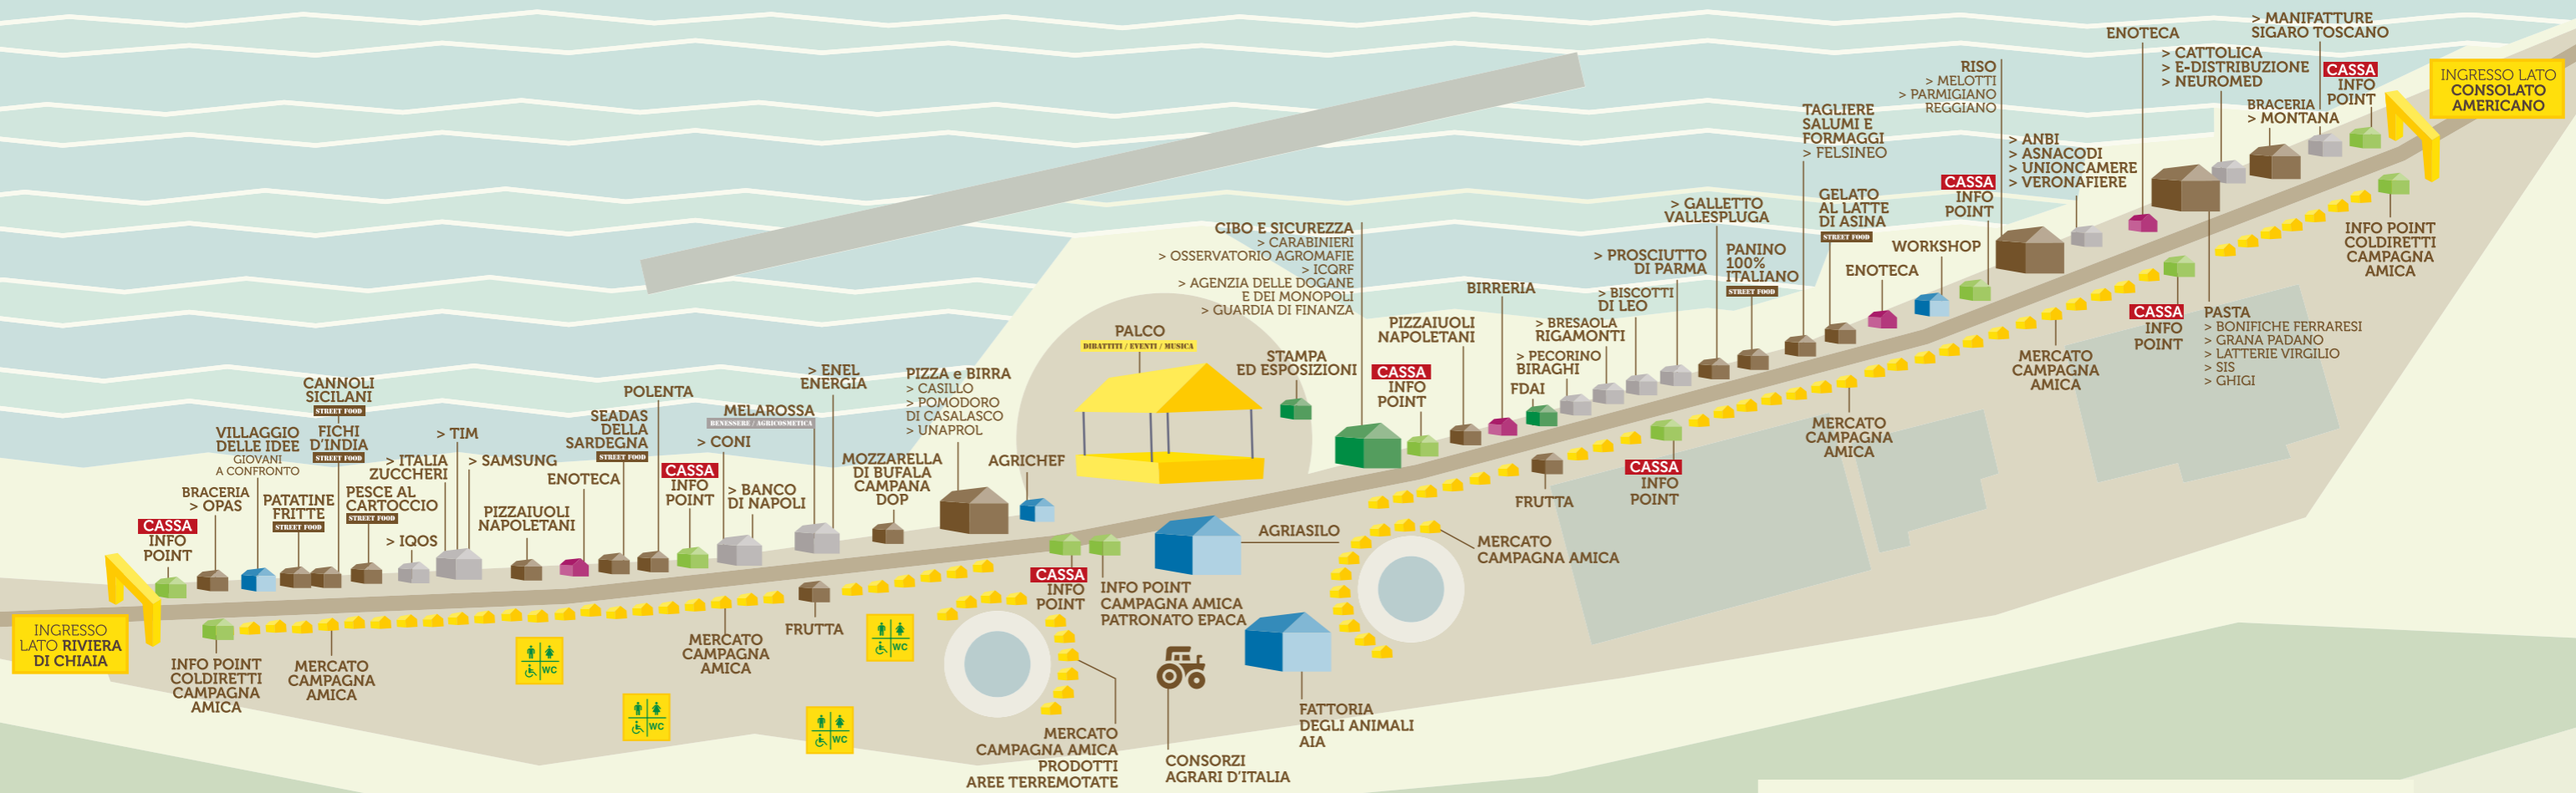 INGRESSO
LATO RIVIERA
DI CHIAIA
CASSA
INFO
POINT
INFO POINT
COLDIRETTI
CAMPAGNA
AMICA
BRACERIA
> OPAS
VILLAGGIO
DELLE IDEE
GIOVANI
A CONFRONTO
PATATINE
FRITTE
STREET FOOD
CANNOLI
SICILANI
STREET FOOD
FICHI
D'INDIA
STREET FOOD
PESCE AL
CARTOCCIO
STREET FOOD
MERCATO
CAMPAGNA
AMICA
> IQOS
> ITALIA
ZUCCHERI
> TIM
> SAMSUNG
PIZZAIUOLI
NAPOLETANI
ENOTECA
SEADAS
DELLA
SARDEGNA
STREET FOOD
POLENTA
CASSA
INFO
POINT
> CONI
> BANCO
DI NAPOLI
MELAROSSA
BENESSERE / AGRICOSMETICA
> ENEL
ENERGIA
MERCATO
CAMPAGNA
AMICA
FRUTTA
WC
WC
WC
WC
MOZZARELLA
DI BUFALA
CAMPANA
DOP
PIZZA e BIRRA
> CASILLO
> POMODORO
DI CASALASCO
> UNAPROL
AGRICHEF
CASSA
INFO
POINT
INFO POINT
CAMPAGNA AMICA
PATRONATO EPACA
MERCATO
CAMPAGNA AMICA
PRODOTTI
AREE TERREMOTATE
CONSORZI
AGRARI D'ITALIA
PALCO
DIBATTITI / EVENTI / MUSICA
AGRIASILO
FATTORIA
DEGLI ANIMALI
AIA
MERCATO
CAMPAGNA AMICA
STAMPA
ED ESPOSIZIONI
CIBO E SICUREZZA
> CARABINIERI
> OSSERVATORIO AGROMAFIE
> ICQRF
> AGENZIA DELLE DOGANE
E DEI MONOPOLI
> GUARDIA DI FINANZA
CASSA
INFO
POINT
PIZZAIUOLI
NAPOLETANI
BIRRERIA
FDAI
> PECORINO
BIRAGHI
> BRESAOLA
RIGAMONTI
> BISCOTTI
DI LEO
> PROSCIUTTO
DI PARMA
> GALLETTO
VALLESPLUGA
PANINO
100%
ITALIANO
STREET FOOD
FRUTTA
CASSA
INFO
POINT
TAGLIERE
SALUMI E
FORMAGGI
> FELSINEO
GELATO
AL LATTE
DI ASINA
STREET FOOD
ENOTECA
WORKSHOP
CASSA
INFO
POINT
MERCATO
CAMPAGNA
AMICA
RISO
> MELOTTI
> PARMIGIANO
REGGIANO
> ANBI
> ASNACODI
> UNIONCAMERE
> VERONAFIERE
MERCATO
CAMPAGNA
AMICA
ENOTECA
CASSA
INFO
POINT
PASTA
> BONIFICHE FERRARESI
> GRANA PADANO
> LATTERIE VIRGILIO
> SIS
> GHIGI
> CATTOLICA
> E-DISTRIBUZIONE
> NEUROMED
BRACERIA
> MONTANA
> MANIFATTURE
SIGARO TOSCANO
CASSA
INFO
POINT
INFO POINT
COLDIRETTI
CAMPAGNA
AMICA
INGRESSO LATO
CONSOLATO
AMERICANO